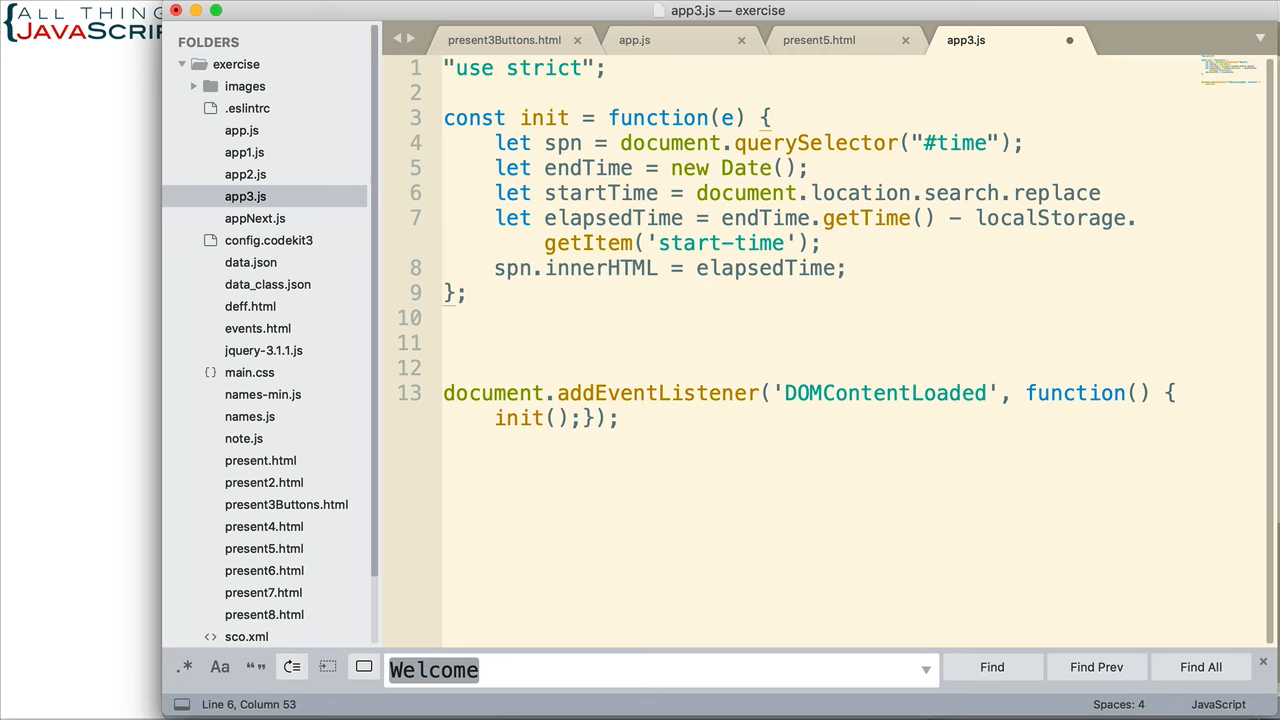 {ALL THING
JAVASCRIP
app3.js — exercise
FOLDERS
exercise
images
.eslintrc
app.js
app1.js
app2.js
app3.js
appNext.js
config.codekit3
data.json
data_class.json
deff.html
events.html
jquery-3.1.1.js
main.css
names-min.js
names.js
note.js
present.html
present2.html
present3Buttons.html
present4.html
present5.html
present6.html
present7.html
present8.html
sco.xml
present3Buttons.html app.js present5.html app3.js
1 "use strict";
2
3 const init = function(e) {
4 let spn = document.querySelector("#time");
5 let endTime = new Date();
6 let startTime = document.location.search.replace
7 let elapsedTime = endTime.getTime() - localStorage.
getItem('start-time');
8 spn.innerHTML = elapsedTime;
9 };
10
11
12
13 document.addEventListener('DOMContentLoaded', function() {
init();});
.* Aa “” Welcome Find Find Prev Find All
Line 6, Column 53 Spaces: 4 JavaScript